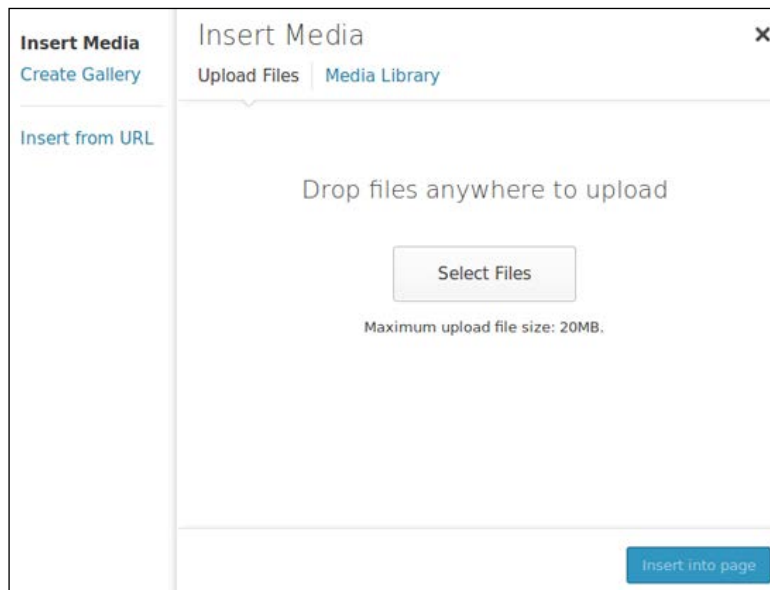 Insert Media
Create Gallery
Insert from URL
Insert Media
Upload Files Media Library
Drop files anywhere to upload
Select Files
Maximum upload file size: 20MB.
Insert into page